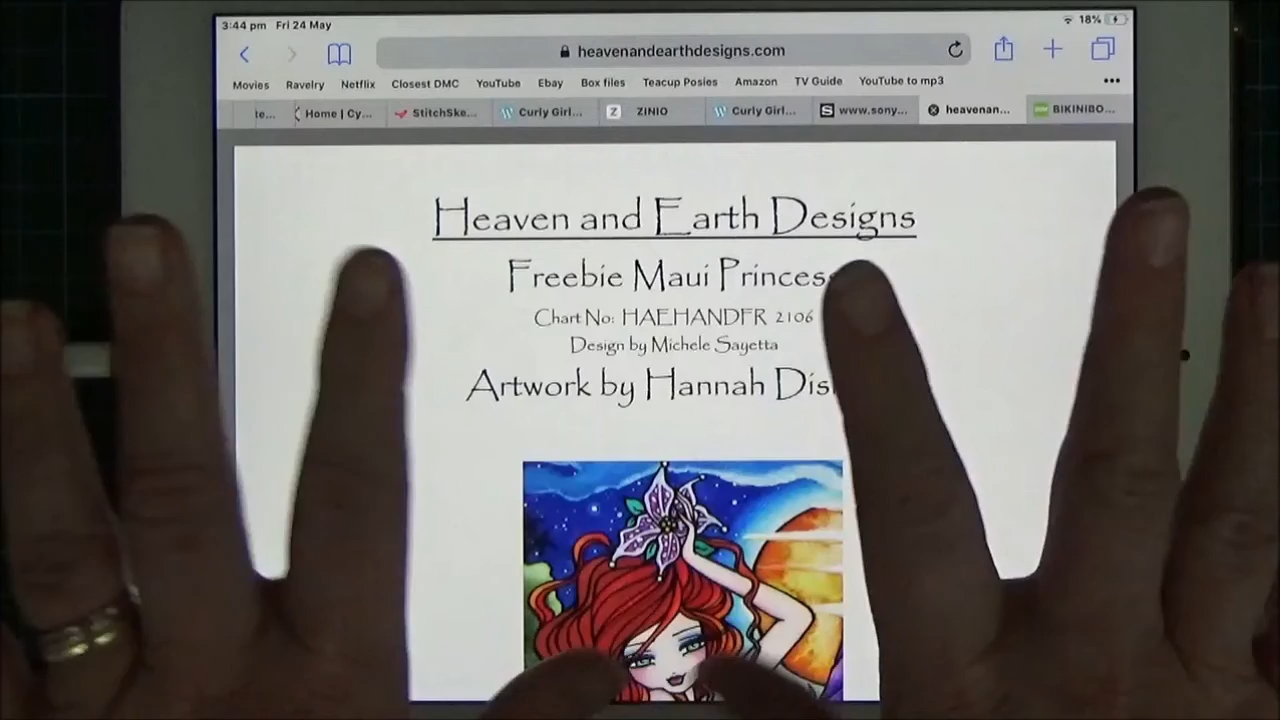 3:44 pm Fri 24 May 18%
heavenandearthdesigns.com
Movies Ravelry Netflix Closest DMC YouTube Ebay Box files Teacup Posies Amazon TV Guide YouTube to mp3
te... Home | Cy... StitchSke... Curly Girl... Z ZINIO Curly Girl... S www.sony... heavenan... BIKINIBO...
Heaven and Earth Designs
Freebie Maui
Chart No: HAEHANDFR 2106
Design by Michele Sayetta
Artwork by Hannah